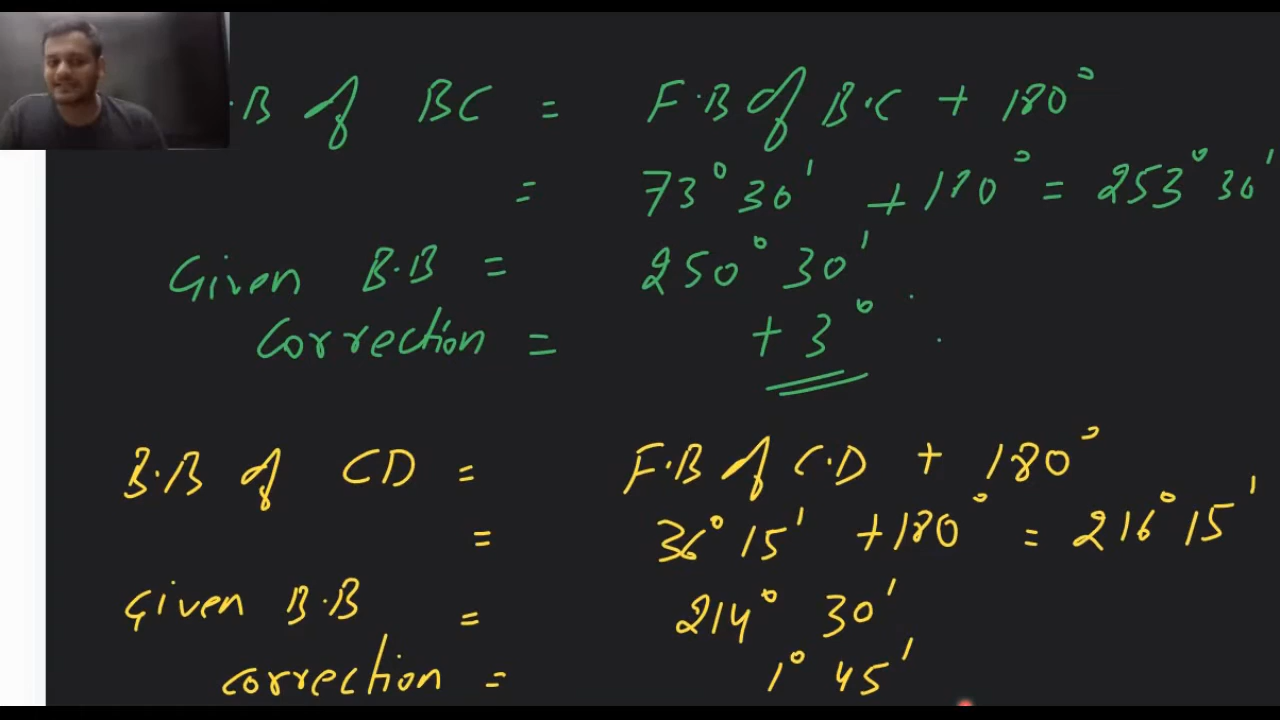 .B of BC = F.B of B.C + 180°
= 73° 30' + 180° = 253° 30'
Given B.B = 250° 30'
correction = + 3°
B.B of CD = F.B of C.D + 180°
= 36° 15' +180° = 216° 15'
Given B.B = 214° 30'
correction = 1° 45'